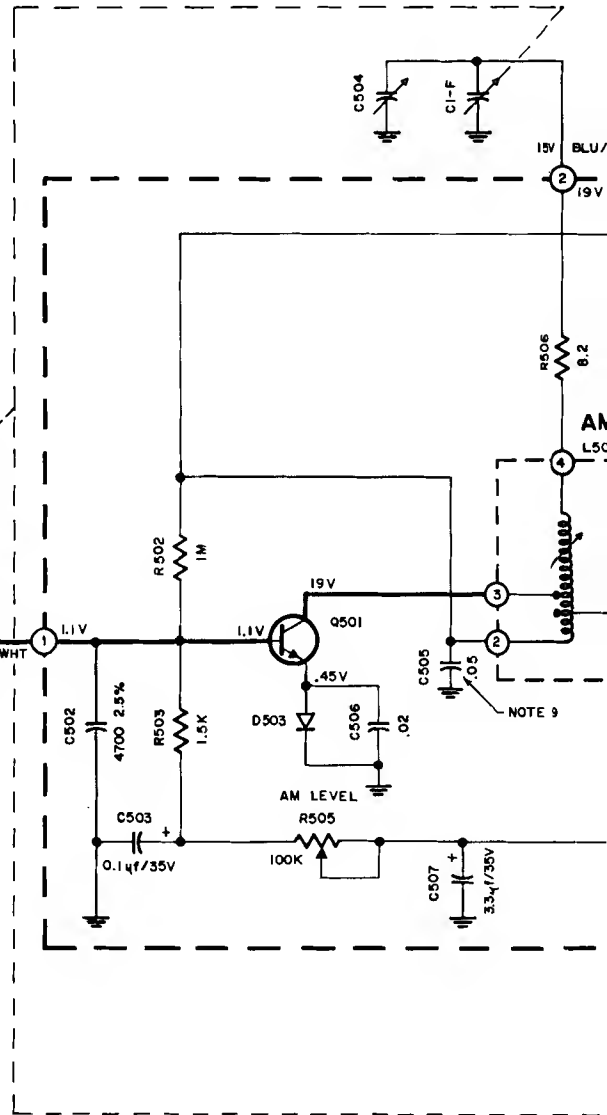 C504
C1-F
15V BLU/
2
19V
R506
8.2
AM
L50
4
R502
1M
19V
3
Q501
1.1V
1.1V
1
WHT
2
C505
.05
.45V
C502
4700 2.5%
R503
1.5K
D503
C506
.02
NOTE 9
AM LEVEL
C503
R505
+
0.1µf/35V
100K
C507
+
3.3µf/35V